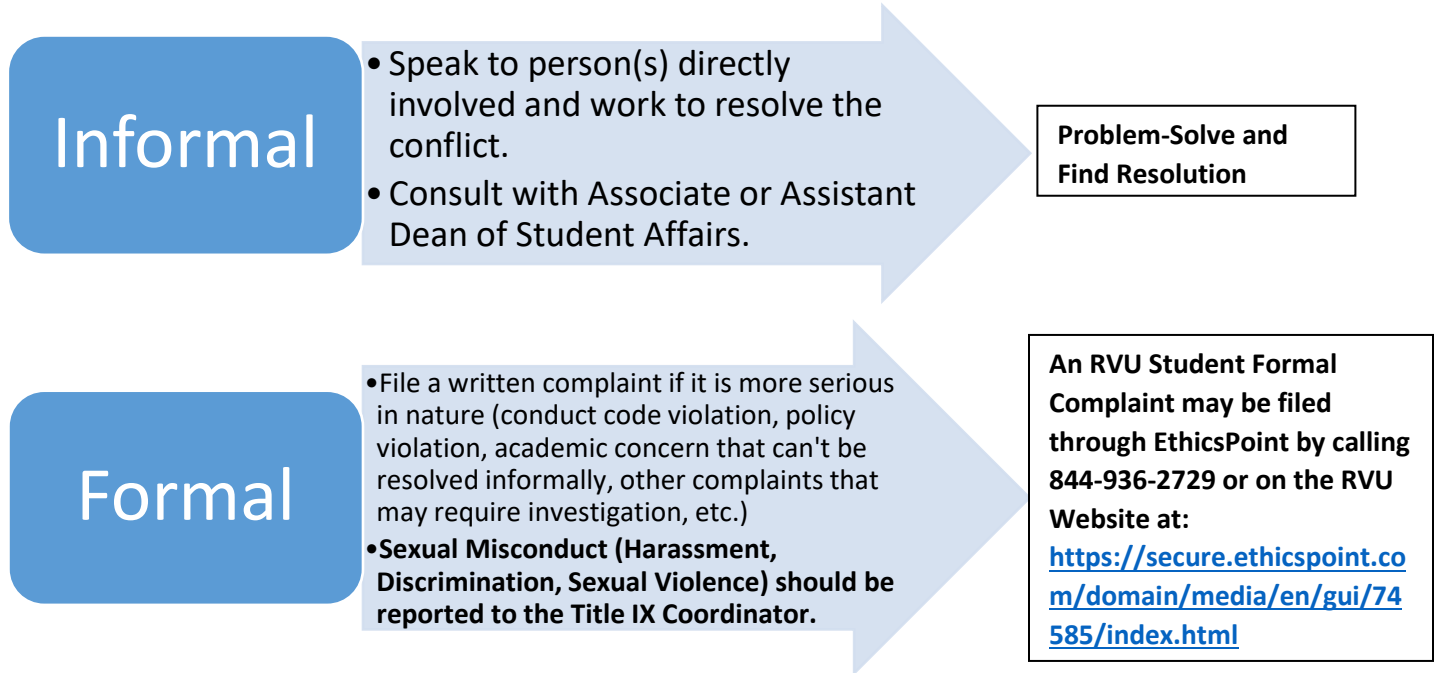 Informal
• Speak to person(s) directly
involved and work to resolve the
conflict.
• Consult with Associate or Assistant
Dean of Student Affairs.
Problem-Solve and
Find Resolution
Formal
•File a written complaint if it is more serious
in nature (conduct code violation, policy
violation, academic concern that can't be
resolved informally, other complaints that
may require investigation, etc.)
•Sexual Misconduct (Harassment,
Discrimination, Sexual Violence) should be
reported to the Title IX Coordinator.
An RVU Student Formal
Complaint may be filed
through EthicsPoint by calling
844-936-2729 or on the RVU
Website at:
https://secure.ethicspoint.co
m/domain/media/en/gui/74
585/index.html